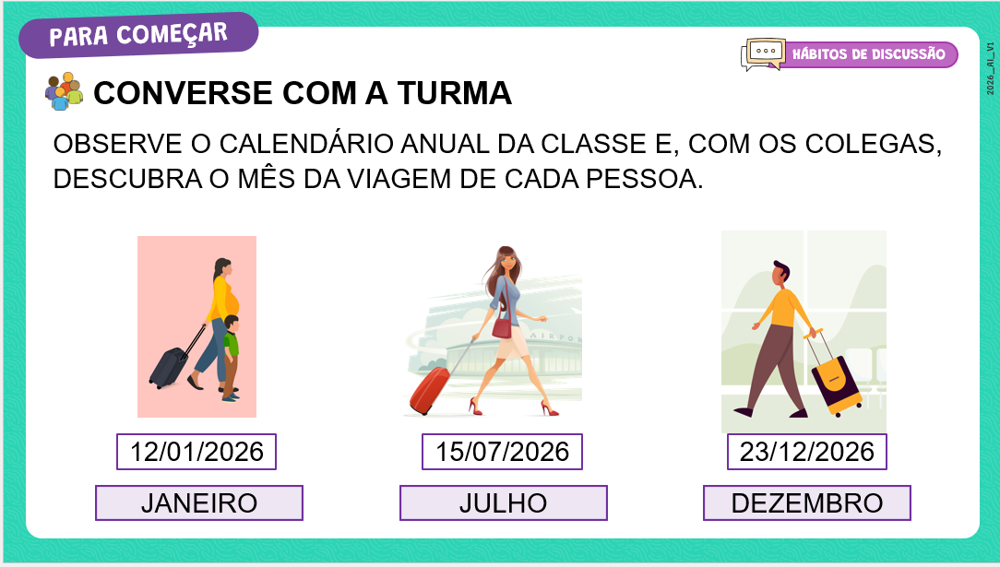 PARA COMEÇAR
HÁBITOS DE DISCUSSÃO
2026_AI_V1
CONVERSE COM A TURMA
OBSERVE O CALENDÁRIO ANUAL DA CLASSE E, COM OS COLEGAS,
DESCUBRA O MÊS DA VIAGEM DE CADA PESSOA.
AIRPOR
12/01/2026
15/07/2026
23/12/2026
JANEIRO
JULHO
DEZEMBRO